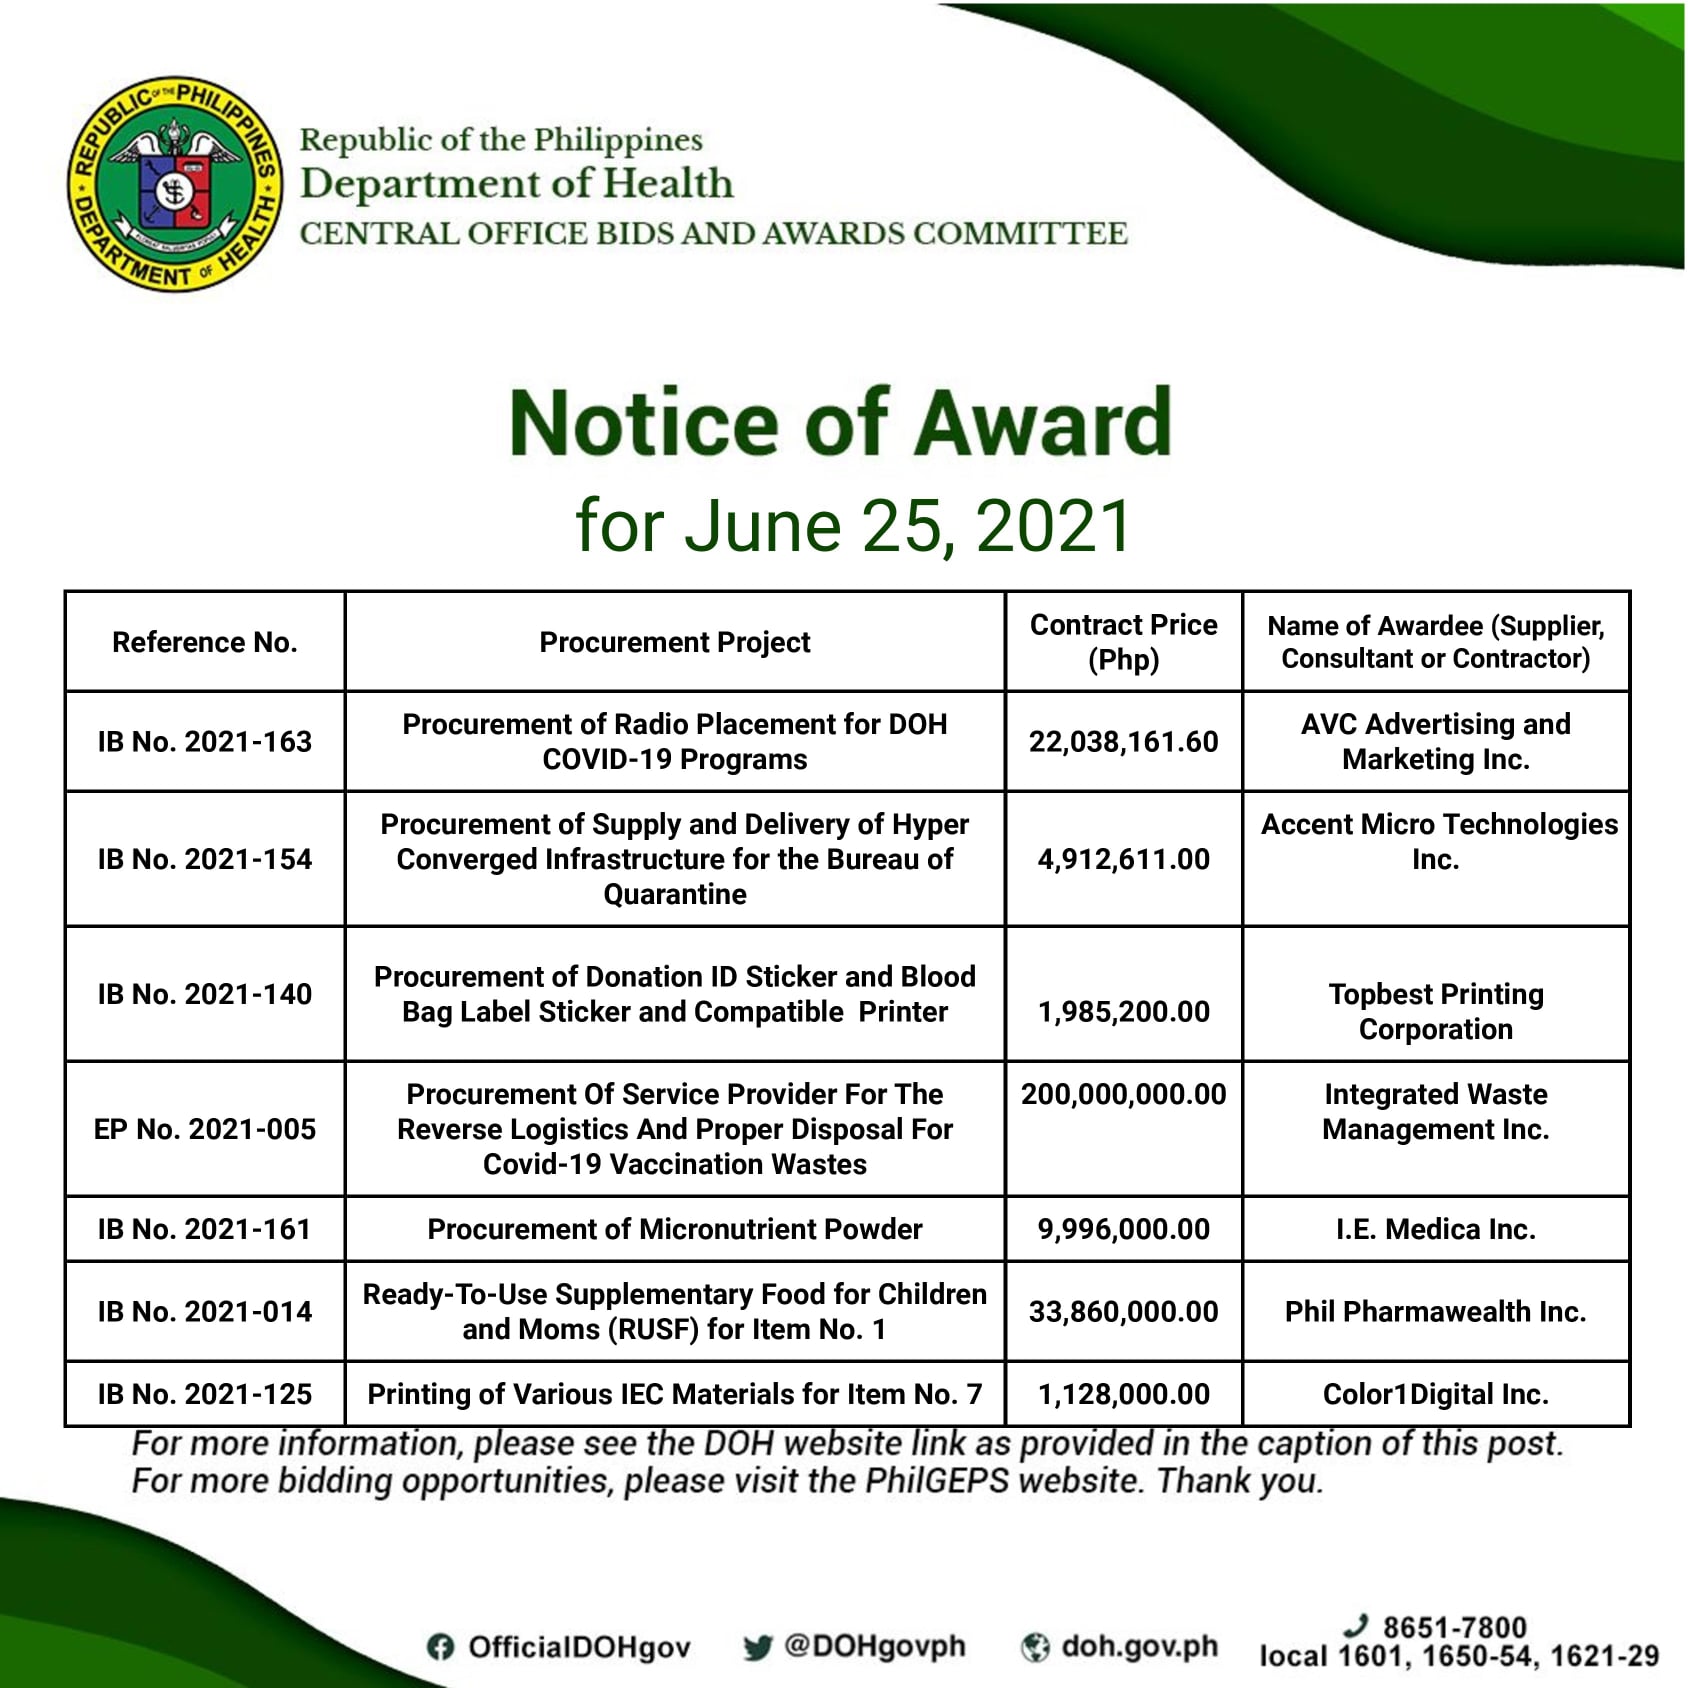 REPUBLIC OF THE PHILIPPINES
DEPARTMENT OF HEALTH
Republic of the Philippines
Department of Health
CENTRAL OFFICE BIDS AND AWARDS COMMITTEE
Notice of Award
for June 25, 2021
Reference No.
Procurement Project
Contract Price
(Php)
Name of Awardee (Supplier,
Consultant or Contractor)
IB No. 2021-163
Procurement of Radio Placement for DOH
COVID-19 Programs
22,038,161.60
AVC Advertising and
Marketing Inc.
IB No. 2021-154
Procurement of Supply and Delivery of Hyper
Converged Infrastructure for the Bureau of
Quarantine
4,912,611.00
Accent Micro Technologies
Inc.
IB No. 2021-140
Procurement of Donation ID Sticker and Blood
Bag Label Sticker and Compatible  Printer
1,985,200.00
Topbest Printing
Corporation
EP No. 2021-005
Procurement Of Service Provider For The
Reverse Logistics And Proper Disposal For
Covid-19 Vaccination Wastes
200,000,000.00
Integrated Waste
Management Inc.
IB No. 2021-161
Procurement of Micronutrient Powder
9,996,000.00
I.E. Medica Inc.
IB No. 2021-014
Ready-To-Use Supplementary Food for Children
and Moms (RUSF) for Item No. 1
33,860,000.00
Phil Pharmawealth Inc.
IB No. 2021-125
Printing of Various IEC Materials for Item No. 7
1,128,000.00
Color1Digital Inc.
For more information, please see the DOH website link as provided in the caption of this post.
For more bidding opportunities, please visit the PhilGEPS website. Thank you.
OfficialDOHgov
@DOHgovph
doh.gov.ph
8651-7800
local 1601, 1650-54, 1621-29